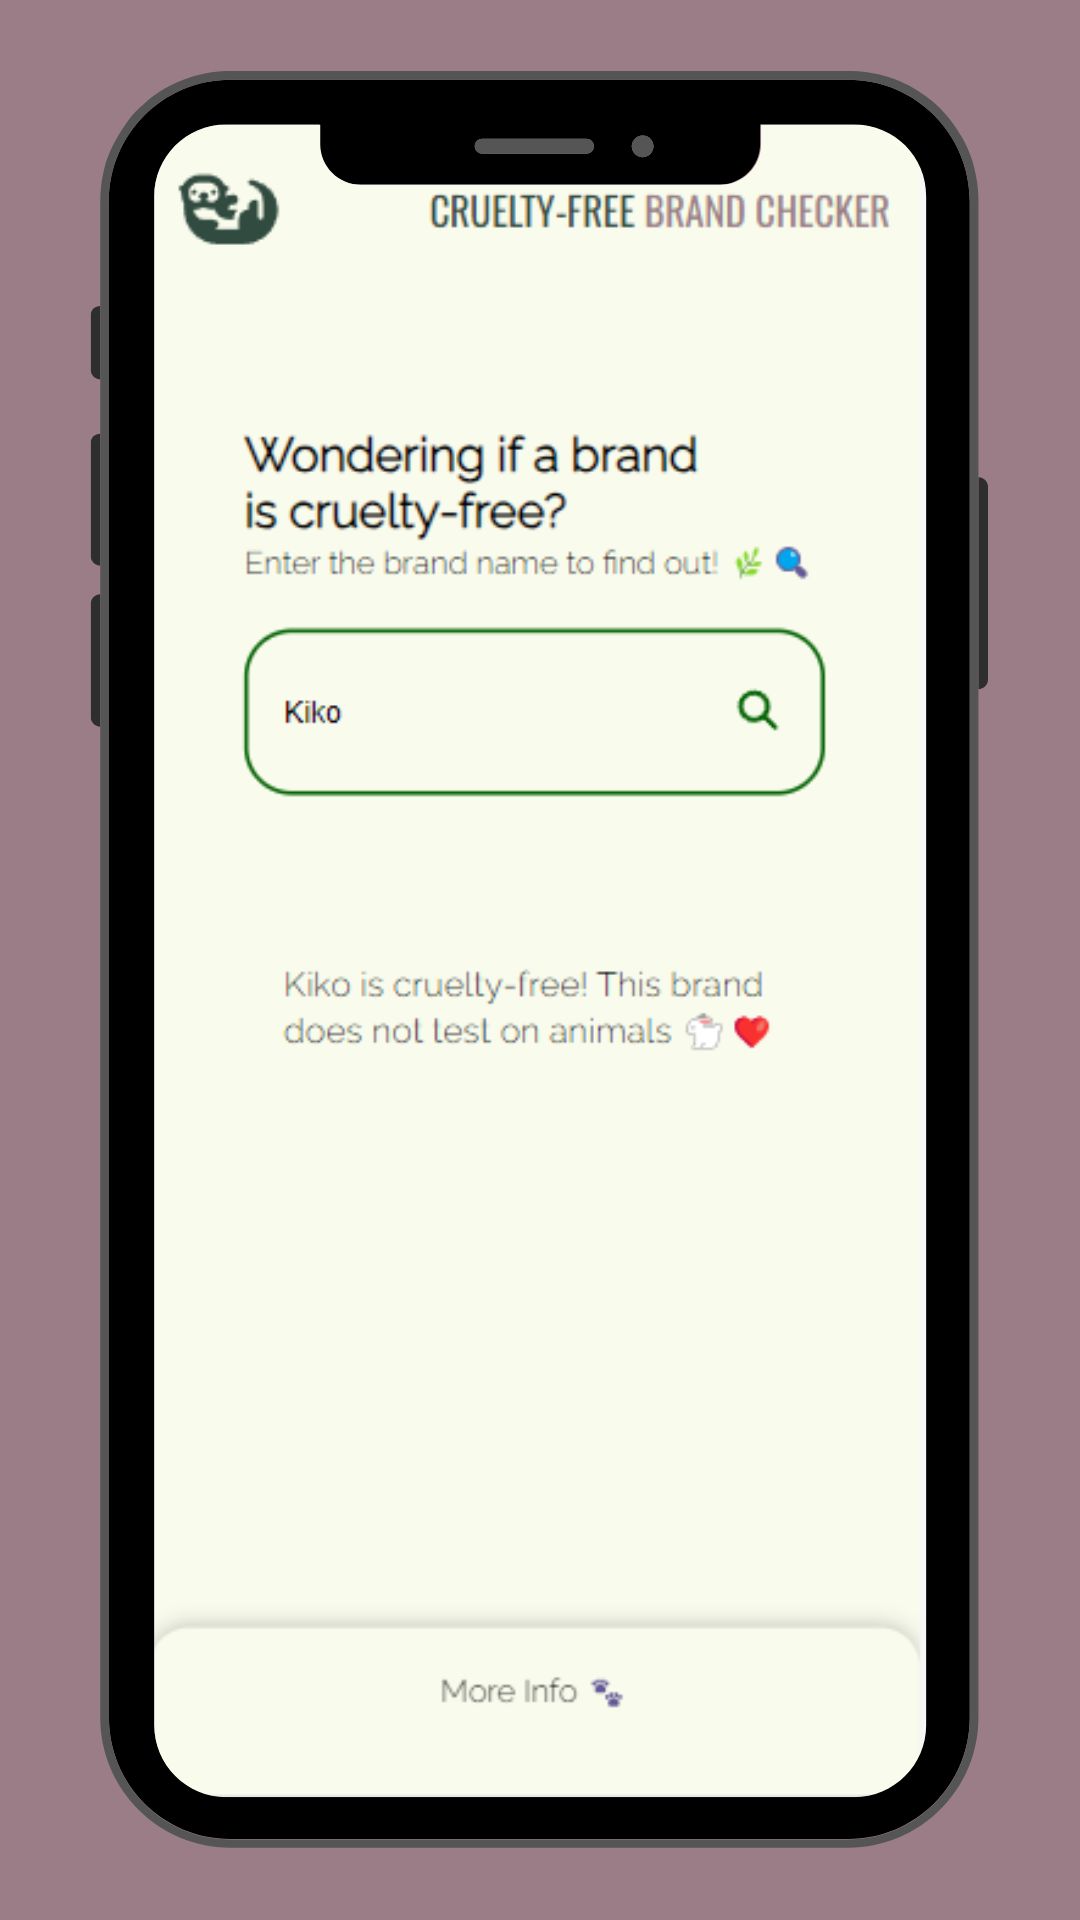 CRUELTY-FREE BRAND CHECKER
Wondering if a brand
is cruelty-free?
Enter the brand name to find out! 🌿 🔍
Kiko
Kiko is cruelty-free! This brand
does not test on animals 🐇 ❤️
More Info 🐾